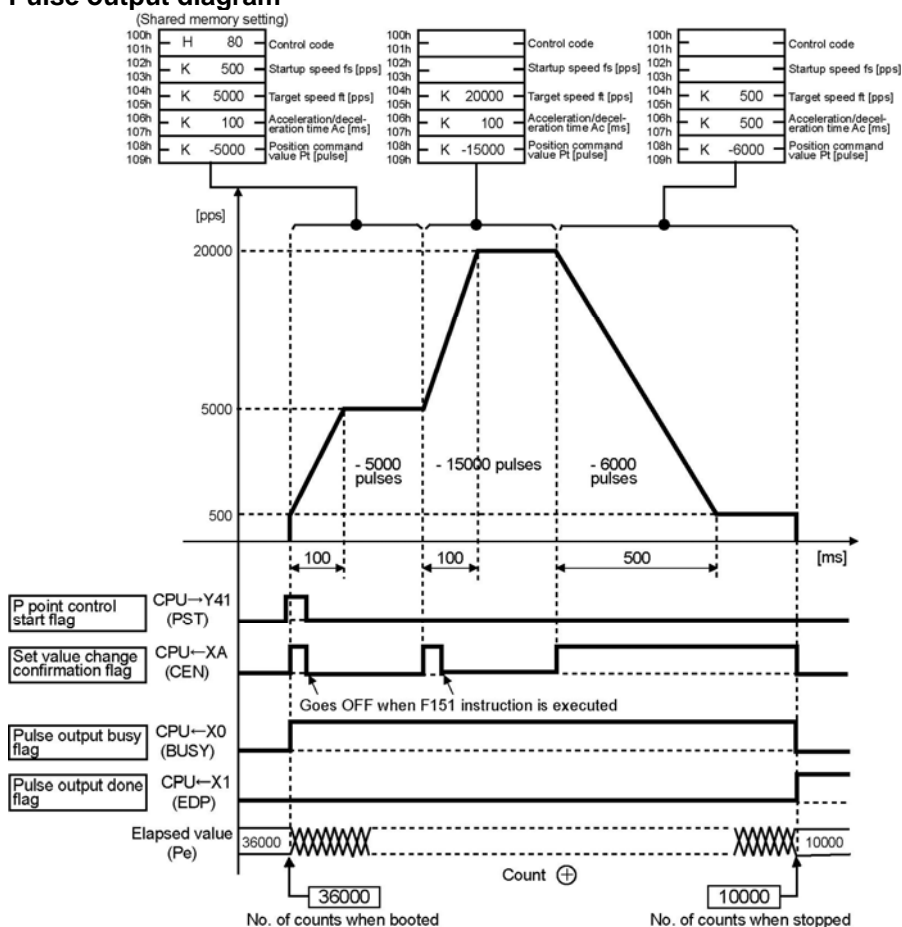 Pulse output diagram
(Shared memory setting)
100h
101h
H 80
Control code
102h
103h
K 500
Startup speed fs [pps]
104h
105h
K 5000
Target speed ft [pps]
106h
107h
K 100
Acceleration/decel-
eration time Ac [ms]
108h
109h
K -5000
Position command
value Pt [pulse]
100h
101h
Control code
102h
103h
Startup speed fs [pps]
104h
105h
K 20000
Target speed ft [pps]
106h
107h
K 100
Acceleration/decel-
eration time Ac [ms]
108h
109h
K -15000
Position command
value Pt [pulse]
100h
101h
Control code
102h
103h
Startup speed fs [pps]
104h
105h
K 500
Target speed ft [pps]
106h
107h
K 500
Acceleration/decel-
eration time Ac [ms]
108h
109h
K -6000
Position command
value Pt [pulse]
[pps]
20000
5000
- 5000
pulses
- 15000 pulses
- 6000
pulses
500
100
100
500
[ms]
P point control
start flag
CPU→Y41
(PST)
Set value change
confirmation flag
CPU←XA
(CEN)
Goes OFF when F151 instruction is executed
Pulse output busy
flag
CPU←X0
(BUSY)
Pulse output done
flag
CPU←X1
(EDP)
Elapsed value
(Pe)
36000
10000
Count ⊕
36000
No. of counts when booted
10000
No. of counts when stopped